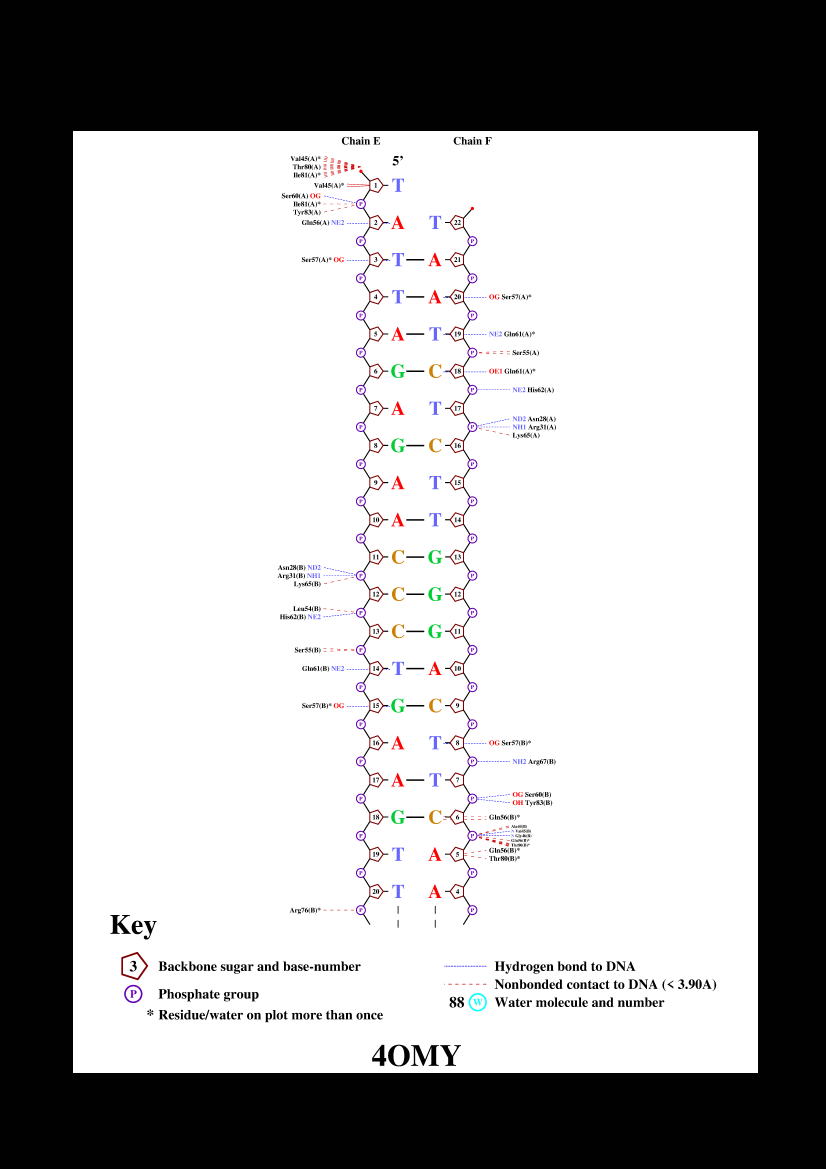 Chain E Chain F
5'
Val45(A)*
Thr80(A)
Ile81(A)*
Val45(A)* 1 T
Ser60(A) OG
Ile81(A)* P
Tyr83(A)
Gln56(A) NE2 2 A T 22
P P
Ser57(A)* OG 3 T A 21
P P
4 T A 20 OG Ser57(A)*
P P
5 A T 19 NE2 Gln61(A)*
P P Ser55(A)
6 G C 18 OE1 Gln61(A)*
P P NE2 His62(A)
7 A T 17
ND2 Asn28(A)
P P NH1 Arg31(A)
Lys65(A)
8 G C 16
P P
9 A T 15
P P
10 A T 14
P P
11 C G 13
Asn28(B) ND2
Arg31(B) NH1 P P
Lys65(B)
12 C G 12
Leu54(B)
P P
His62(B) NE2
13 C G 11
Ser55(B) P P
Gln61(B) NE2 14 T A 10
P P
Ser57(B)* OG 15 G C 9
P P
16 A T 8 OG Ser57(B)*
P P NH2 Arg67(B)
17 A T 7
OG Ser60(B)
P P
OH Tyr83(B)
18 G C 6 Gln56(B)*
P P
N Val45(B)
N Gly46(B)
Gln56(B)*
Thr80(B)*
19 T A 5 Gln56(B)*
Thr80(B)*
P P
20 T A 4
Arg76(B)* P P
Key
3 Backbone sugar and base-number
P Phosphate group
* Residue/water on plot more than once
Hydrogen bond to DNA
Nonbonded contact to DNA (< 3.90A)
88 W Water molecule and number
4OMY